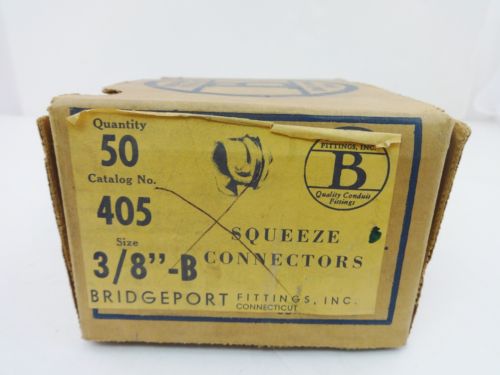 Quantity
50
Catalog No.
405
Size
3/8"-B
FITTINGS, INC.
B
Quality Conduit
Fittings
SQUEEZE
CONNECTORS
BRIDGEPORT FITTINGS, INC.
CONNECTICUT